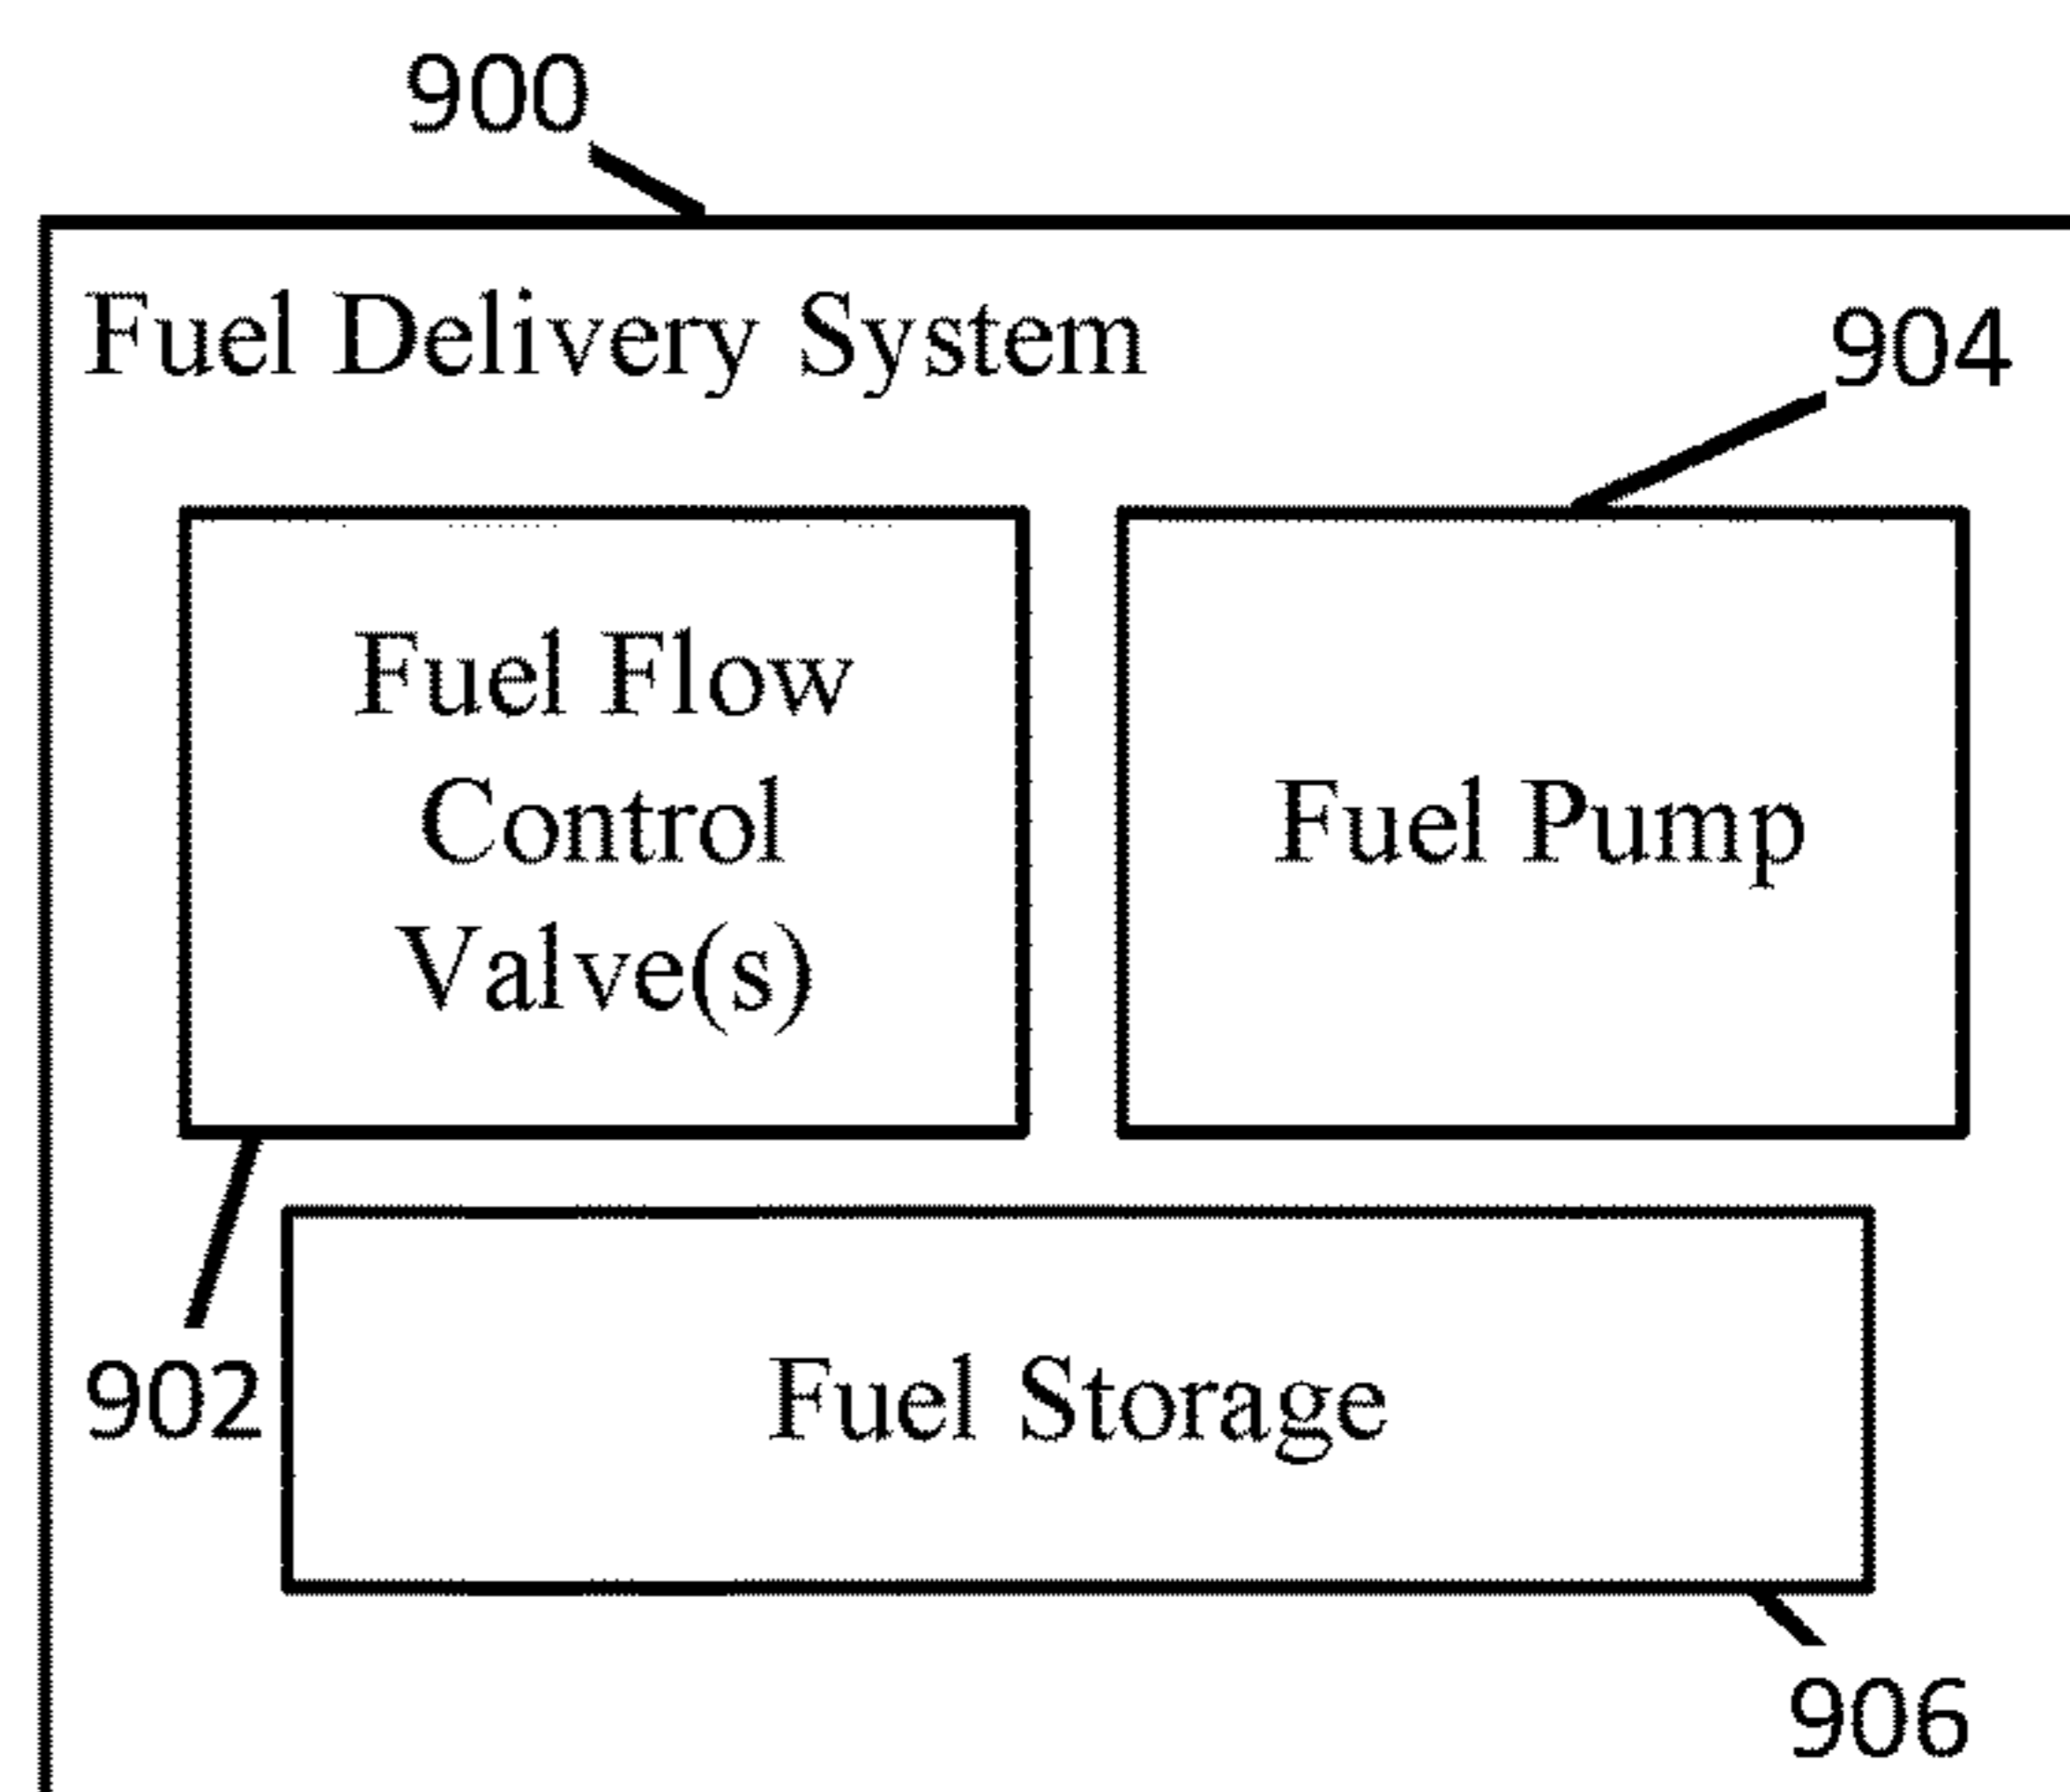 900
Fuel Delivery System
904
Fuel Flow
Control
Valve(s)
Fuel Pump
902
Fuel Storage
906